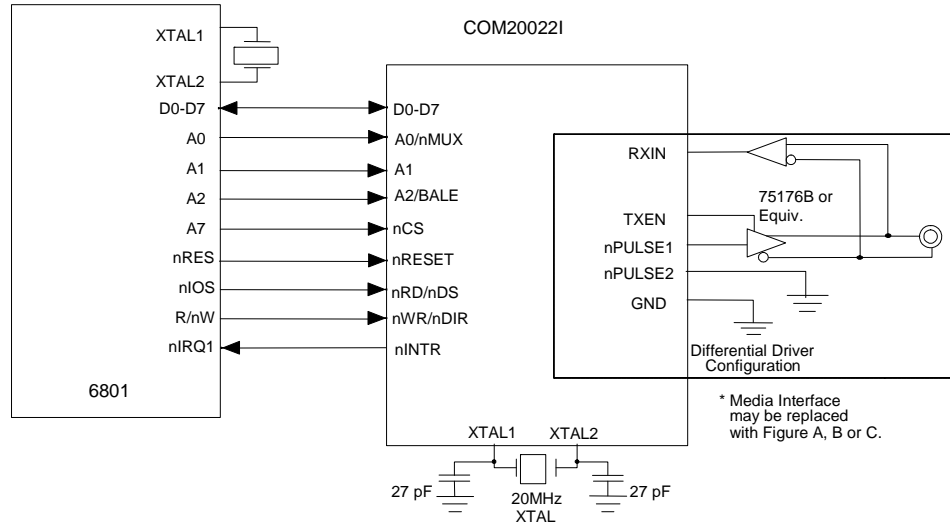 COM20022I
XTAL1
XTAL2
D0-D7
A0
A1
A2
A7
nRES
nIOS
R/nW
nIRQ1
6801
D0-D7
A0/nMUX
A1
A2/BALE
nCS
nRESET
nRD/nDS
nWR/nDIR
nINTR
RXIN
TXEN
nPULSE1
nPULSE2
GND
75176B or
Equiv.
Differential Driver
Configuration
* Media Interface
may be replaced
with Figure A, B or C.
XTAL1
XTAL2
27 pF
20MHz
XTAL
27 pF